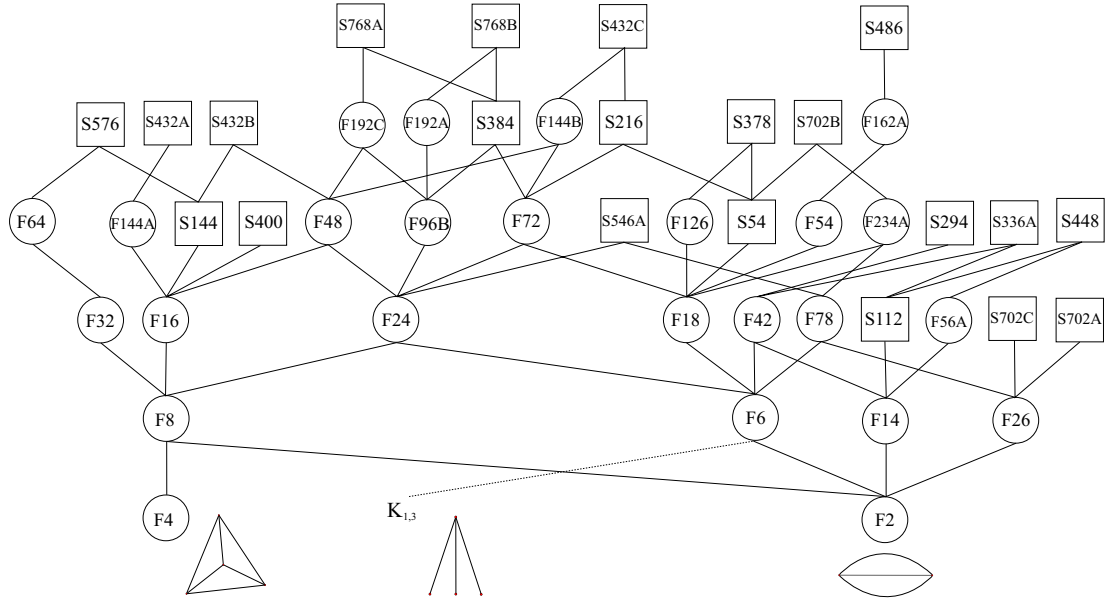 S768A S768B S432C S486
S576 S432A S432B F192C F192A S384 F144B S216 S378 S702B F162A
F64 F144A S144 S400 F48 F96B F72 S546A F126 S54 F54 F234A S294 S336A S448
F32 F16 F24 F18 F42 F78 S112 F56A S702C S702A
F8 F6 F14 F26
F4 K1,3 F2